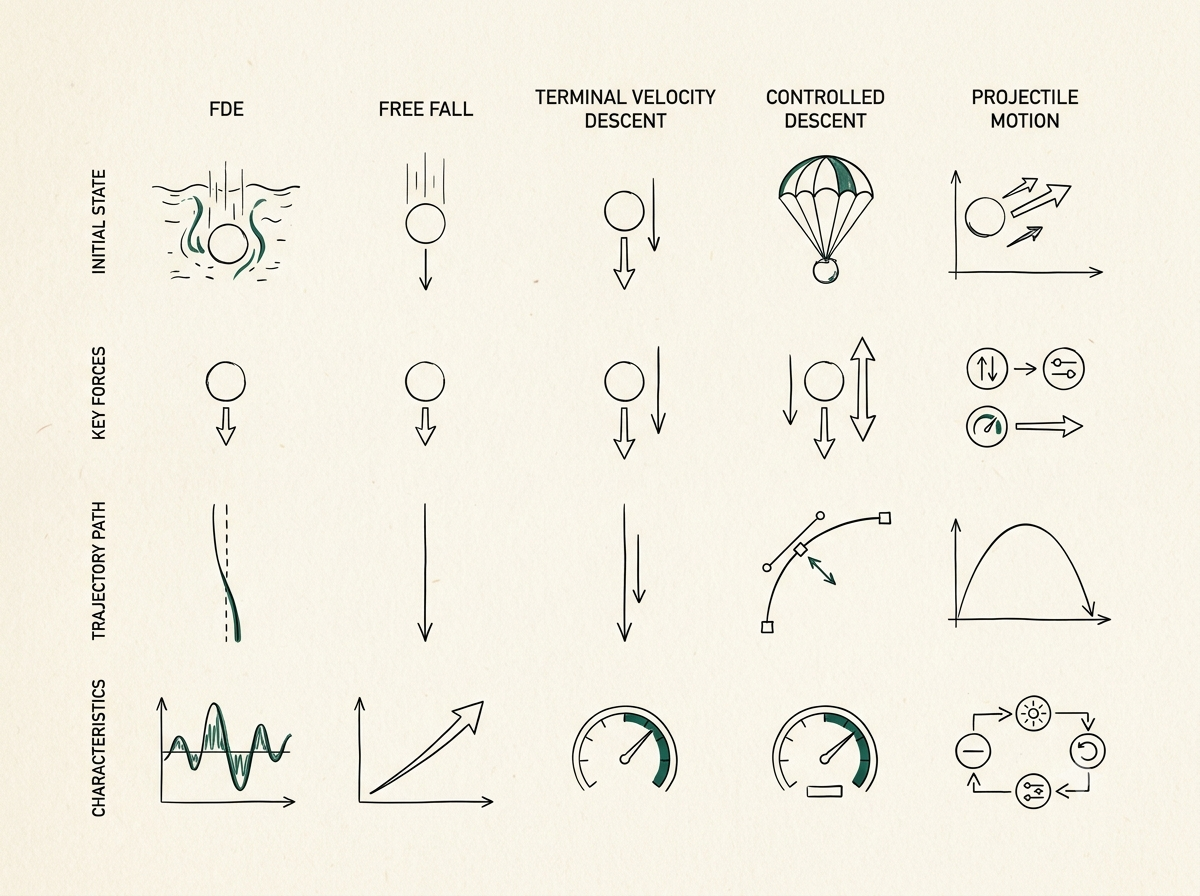 FDE
FREE FALL
TERMINAL VELOCITY
DESCENT
CONTROLLED
DESCENT
PROJECTILE
MOTION
INITIAL STATE
KEY FORCES
TRAJECTORY PATH
CHARACTERISTICS